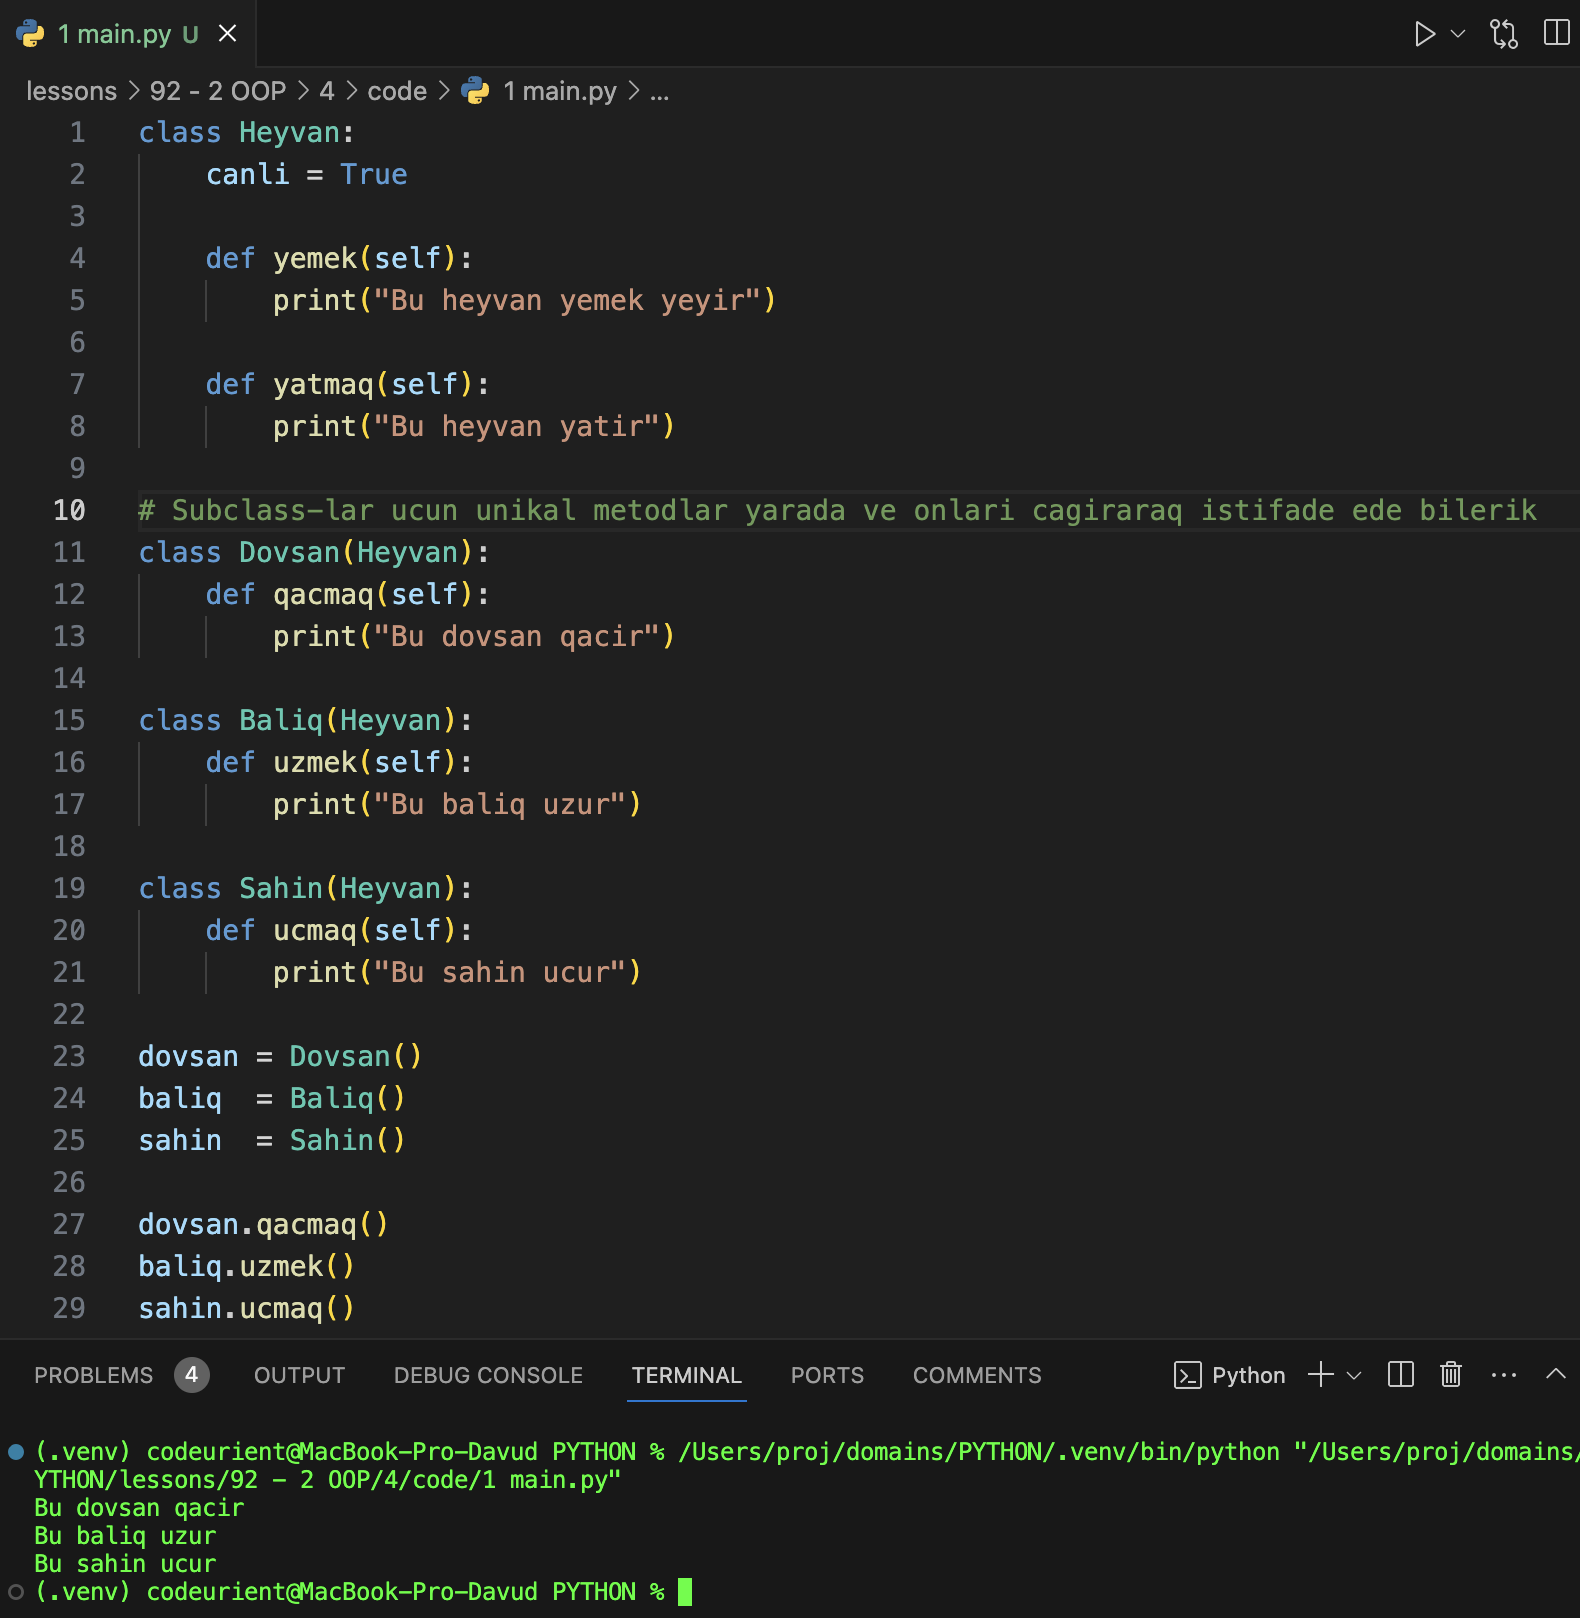 1 main.py U
lessons > 92 - 2 OOP > 4 > code > 1 main.py > ...
1 class Heyvan:
2     canli = True
3
4     def yemek(self):
5         print("Bu heyvan yemek yeyir")
6
7     def yatmaq(self):
8         print("Bu heyvan yatir")
9
10 # Subclass-lar ucun unikal metodlar yarada ve onlari cagiraraq istifade ede bilerik
11 class Dovsan(Heyvan):
12     def qacmaq(self):
13         print("Bu dovsan qacir")
14
15 class Baliq(Heyvan):
16     def uzmek(self):
17         print("Bu baliq uzur")
18
19 class Sahin(Heyvan):
20     def ucmaq(self):
21         print("Bu sahin ucur")
22
23 dovsan = Dovsan()
24 baliq  = Baliq()
25 sahin  = Sahin()
26
27 dovsan.qacmaq()
28 baliq.uzmek()
29 sahin.ucmaq()
PROBLEMS 4 OUTPUT DEBUG CONSOLE TERMINAL PORTS COMMENTS Python
(.venv) codeurient@MacBook-Pro-Davud PYTHON % /Users/proj/domains/PYTHON/.venv/bin/python "/Users/proj/domains/
YTHON/lessons/92 - 2 OOP/4/code/1 main.py"
Bu dovsan qacir
Bu baliq uzur
Bu sahin ucur
(.venv) codeurient@MacBook-Pro-Davud PYTHON %